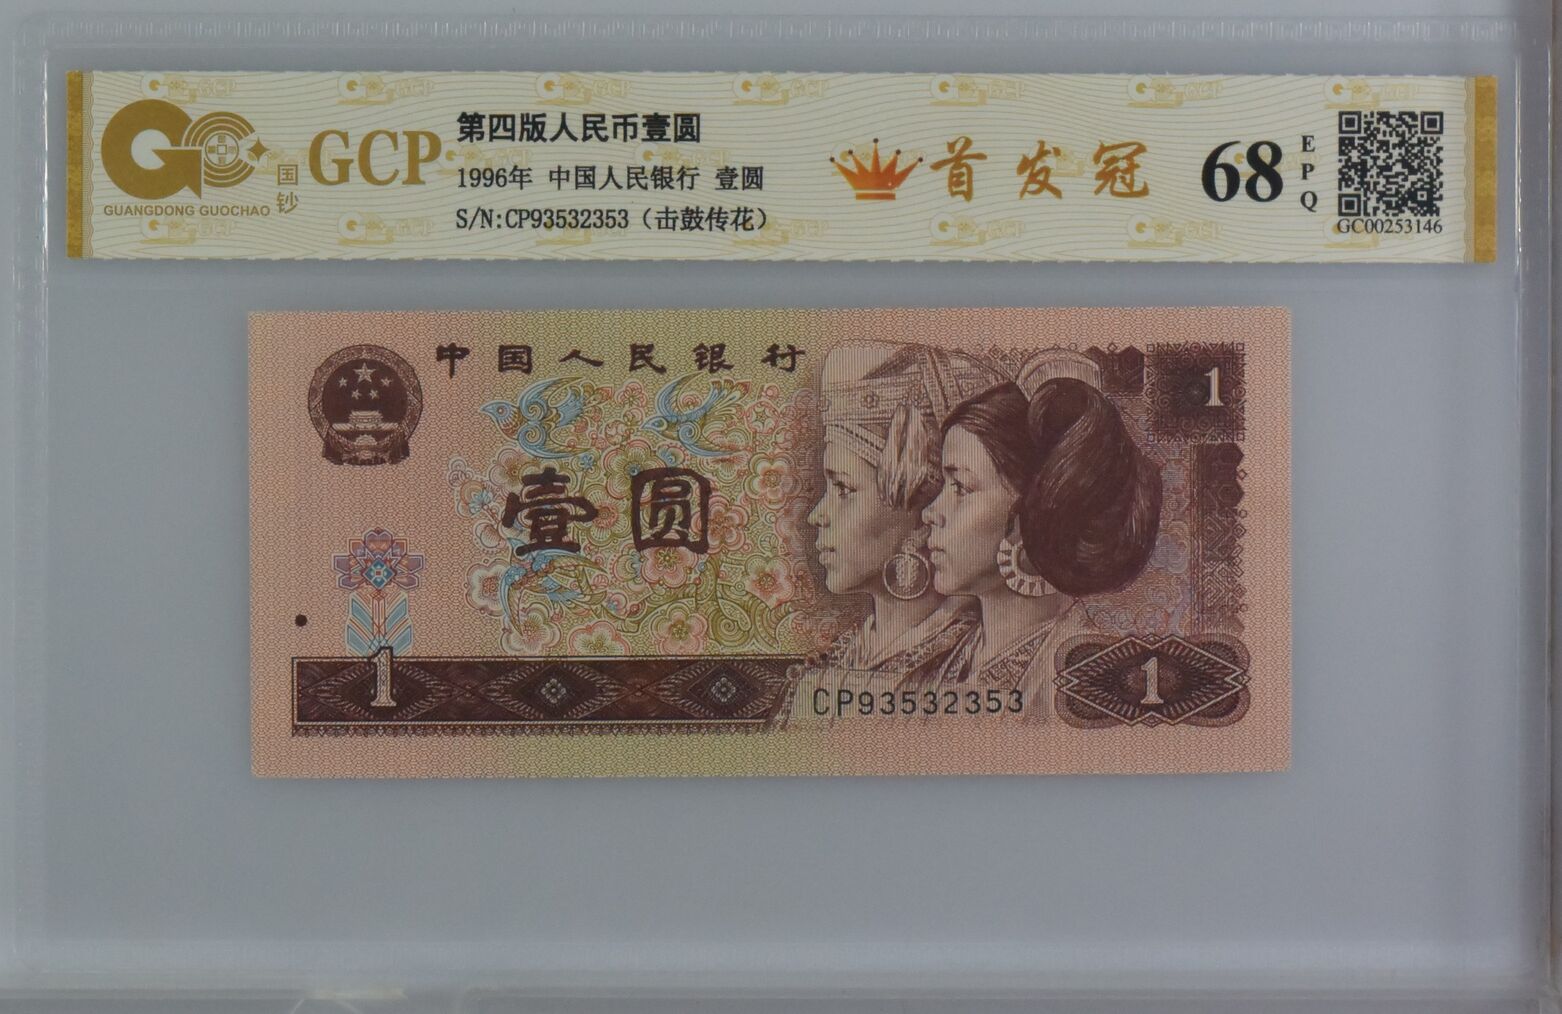 GUANGDONG GUOCHAO
国钞
GCP
第四版人民币壹圆
1996年 中国人民银行 壹圆
S/N:CP93532353（击鼓传花）
首发冠
68
EPQ
GC00253146
中国人民银行
1
壹圆
1
CP93532353
1